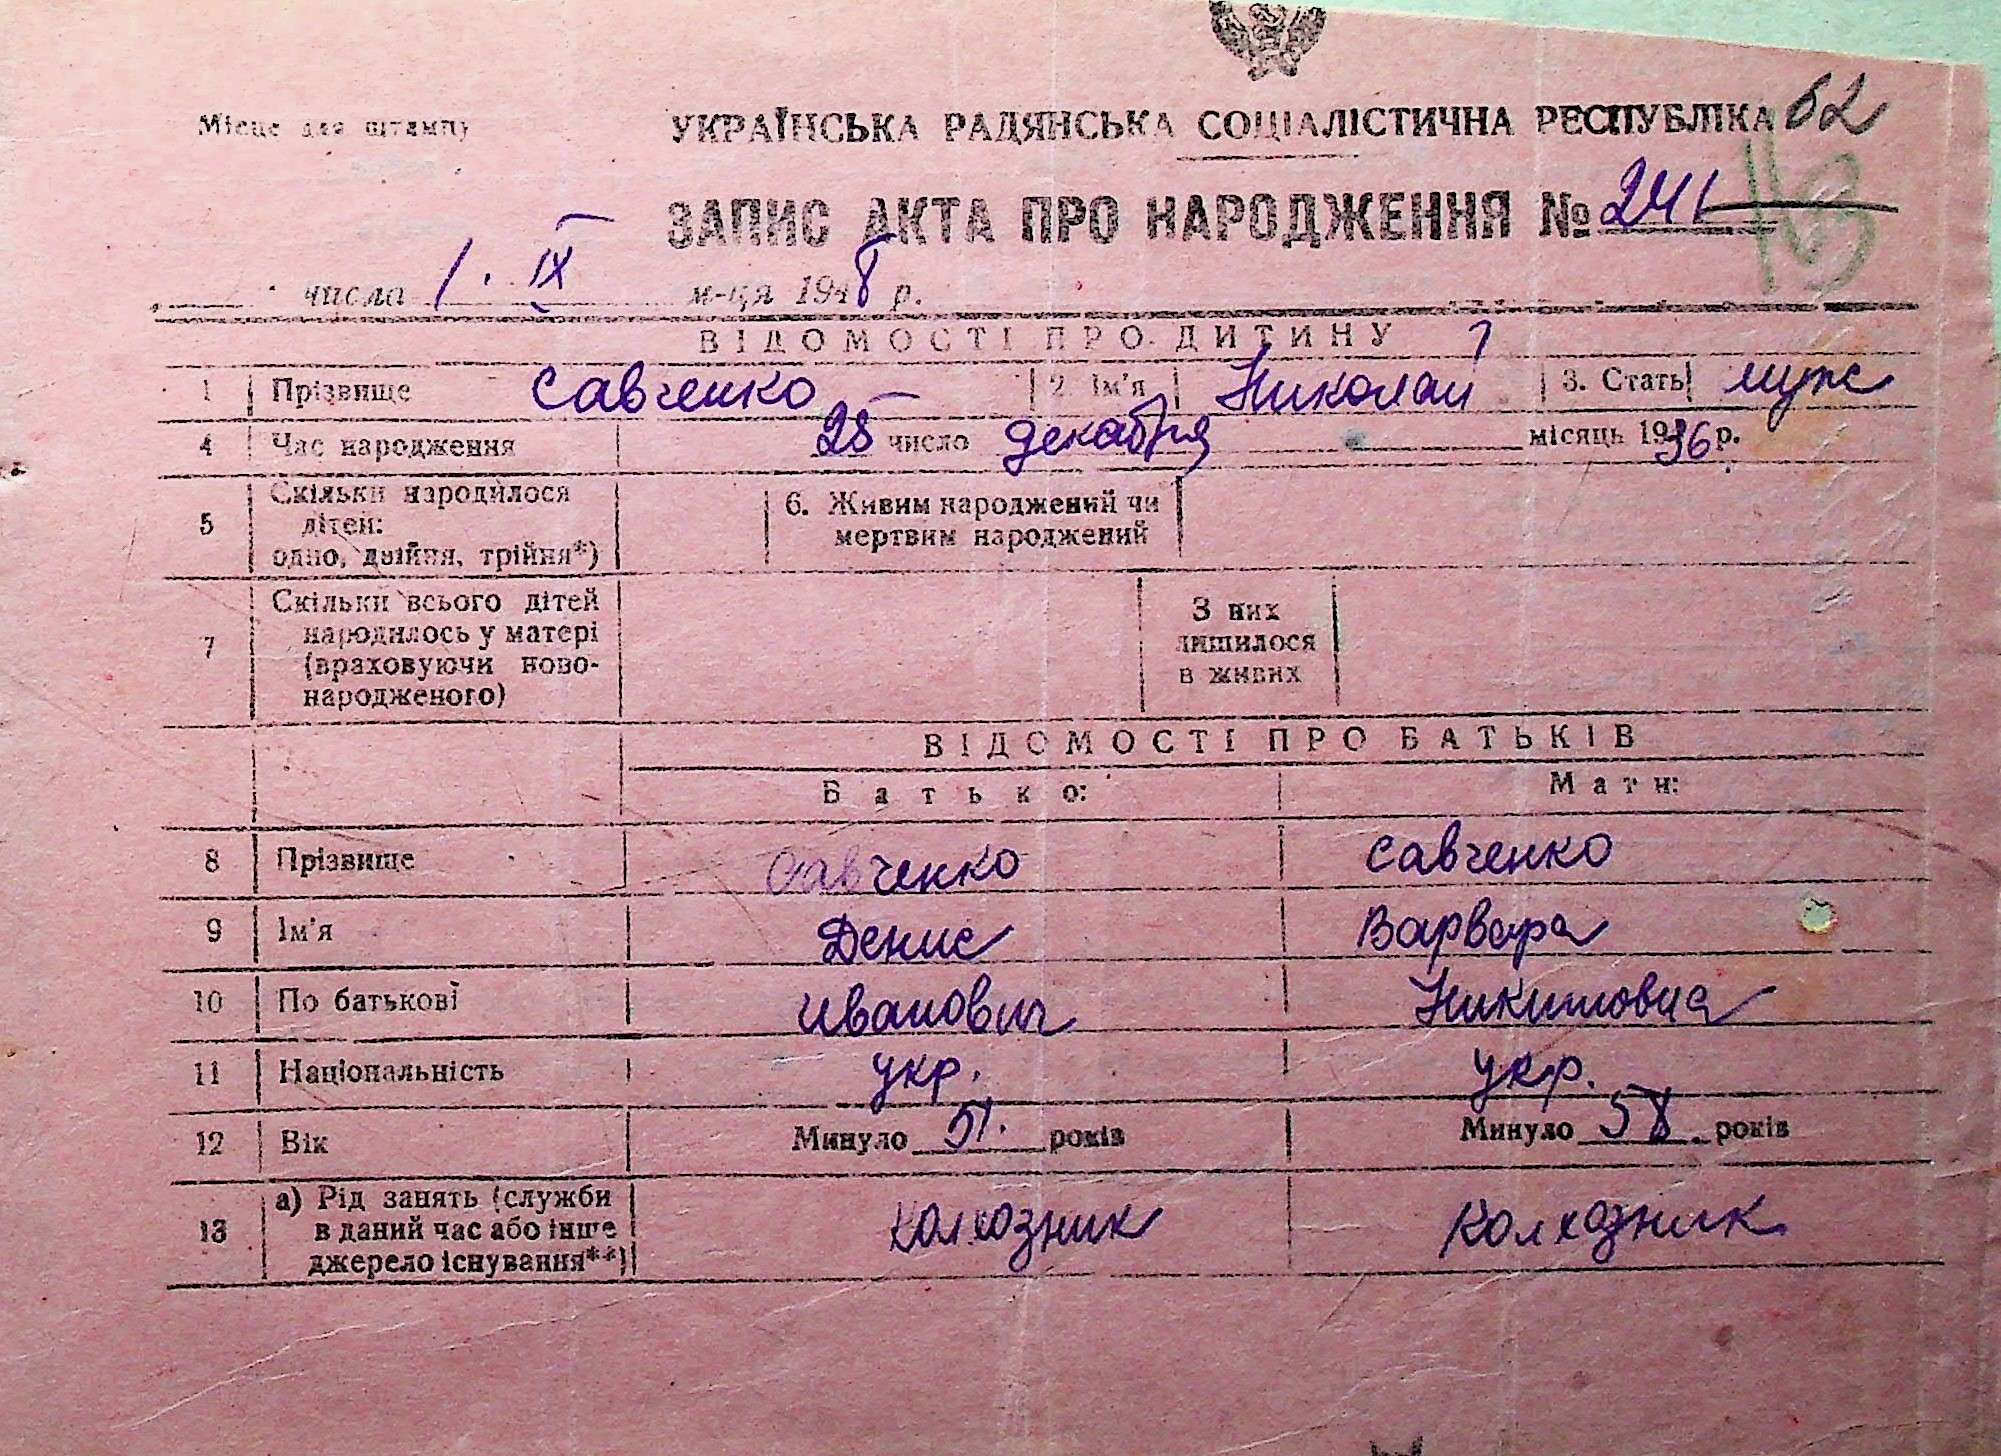 52
Місце для штампу УКРАЇНСЬКА РАДЯНСЬКА СОЦІАЛІСТИЧНА РЕСПУБЛІКА
ЗАПИС АКТА ПРО НАРОДЖЕННЯ № 241
113
числа 1. IX м-ця 1948 р.
ВІДОМОСТІ ПРО ДИТИНУ
1 Прізвище Савченко 2. Ім'я Николай 3. Стать муж
4 Час народження 25 число декабря місяць 1936 р.
5 Скільки народилося
дітей:
одно, двійня, трійня*)
6. Живим народжений чи
мертвим народжений
7 Скільки всього дітей
народилось у матері
(враховуючи ново-
народженого)
З них
лишилося
в живих
ВІДОМОСТІ ПРО БАТЬКІВ
Батько: Мати:
8 Прізвище Савченко Савченко
9 Ім'я Денис Варвара
10 По батькові Иванович Никитовна
11 Національність укр. укр.
12 Вік Минуло 51. років Минуло 58 років
13 а) Рід занять (служби
в даний час або інше
джерело існування**)
колхозник колхозник